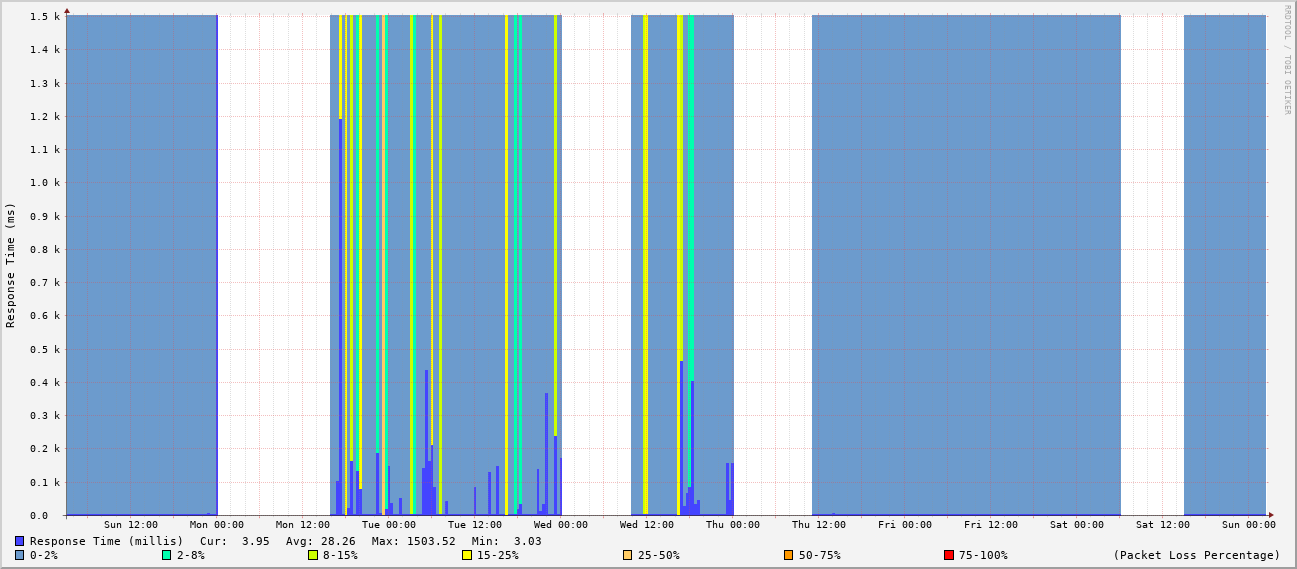 RRDTOOL / TOBI OETIKER
Response Time (ms)
1.5 k
1.4 k
1.3 k
1.2 k
1.1 k
1.0 k
0.9 k
0.8 k
0.7 k
0.6 k
0.5 k
0.4 k
0.3 k
0.2 k
0.1 k
0.0
Sun 12:00 Mon 00:00 Mon 12:00 Tue 00:00 Tue 12:00 Wed 00:00 Wed 12:00 Thu 00:00 Thu 12:00 Fri 00:00 Fri 12:00 Sat 00:00 Sat 12:00 Sun 00:00
Response Time (millis) Cur: 3.95 Avg: 28.26 Max: 1503.52 Min: 3.03
0-2% 2-8% 8-15% 15-25% 25-50% 50-75% 75-100% (Packet Loss Percentage)